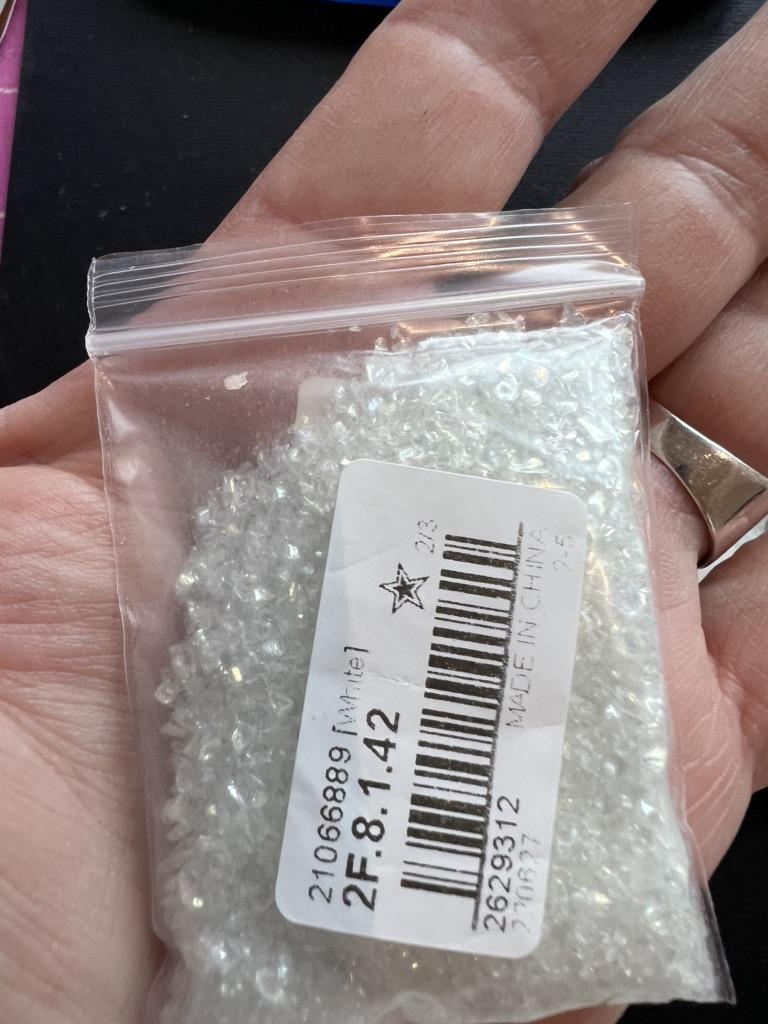 21066889 [White]
2F.8.1.42
2/3
2629312
MADE IN CHINA
2-5